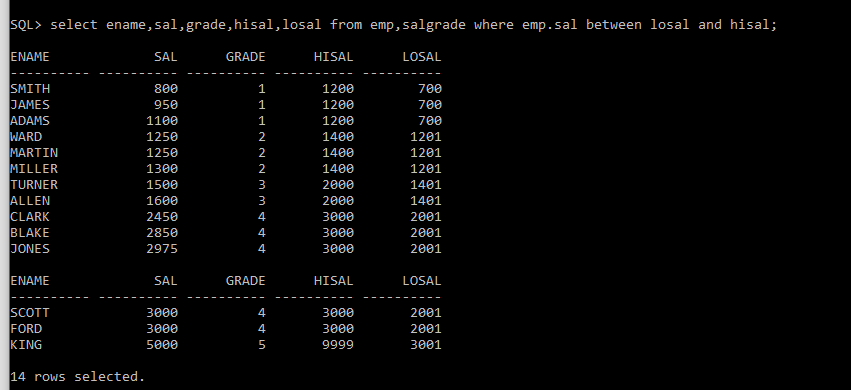 SQL> select ename,sal,grade,hisal,losal from emp,salgrade where emp.sal between losal and hisal;
ENAME             SAL      GRADE      HISAL      LOSAL
---------- ---------- ---------- ---------- ----------
SMITH             800          1       1200        700
JAMES             950          1       1200        700
ADAMS            1100          1       1200        700
WARD             1250          2       1400       1201
MARTIN           1250          2       1400       1201
MILLER           1300          2       1400       1201
TURNER           1500          3       2000       1401
ALLEN            1600          3       2000       1401
CLARK            2450          4       3000       2001
BLAKE            2850          4       3000       2001
JONES            2975          4       3000       2001
ENAME             SAL      GRADE      HISAL      LOSAL
---------- ---------- ---------- ---------- ----------
SCOTT            3000          4       3000       2001
FORD             3000          4       3000       2001
KING             5000          5       9999       3001
14 rows selected.